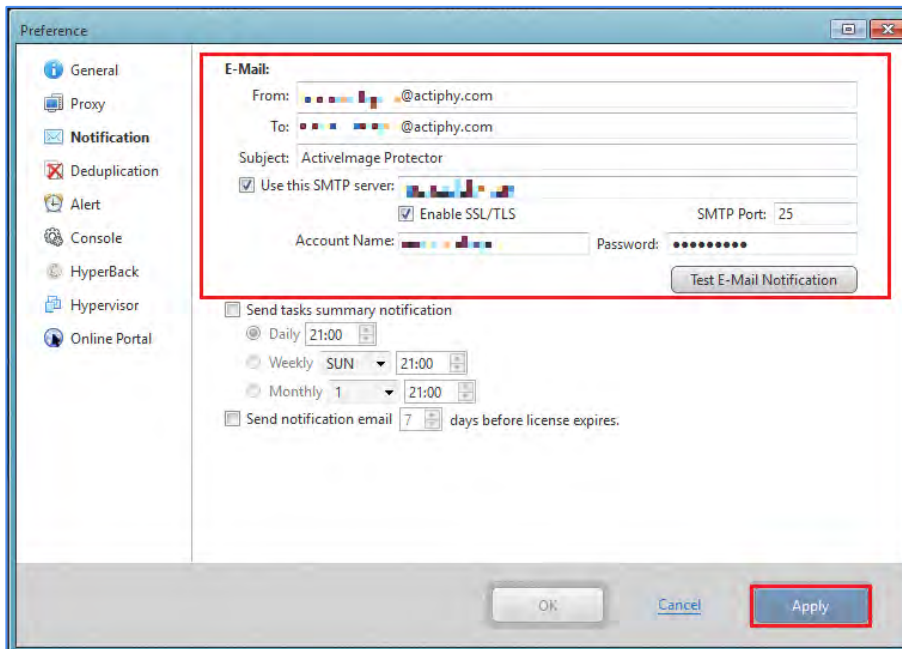 Preference
General
Proxy
Notification
Deduplication
Alert
Console
HyperBack
Hypervisor
Online Portal
E-Mail:
From: @actiphy.com
To: @actiphy.com
Subject: ActiveImage Protector
Use this SMTP server:
Enable SSL/TLS SMTP Port: 25
Account Name: Password: •••••••••
Test E-Mail Notification
Send tasks summary notification
Daily 21:00
Weekly SUN 21:00
Monthly 1 21:00
Send notification email 7 days before license expires.
OK Cancel Apply